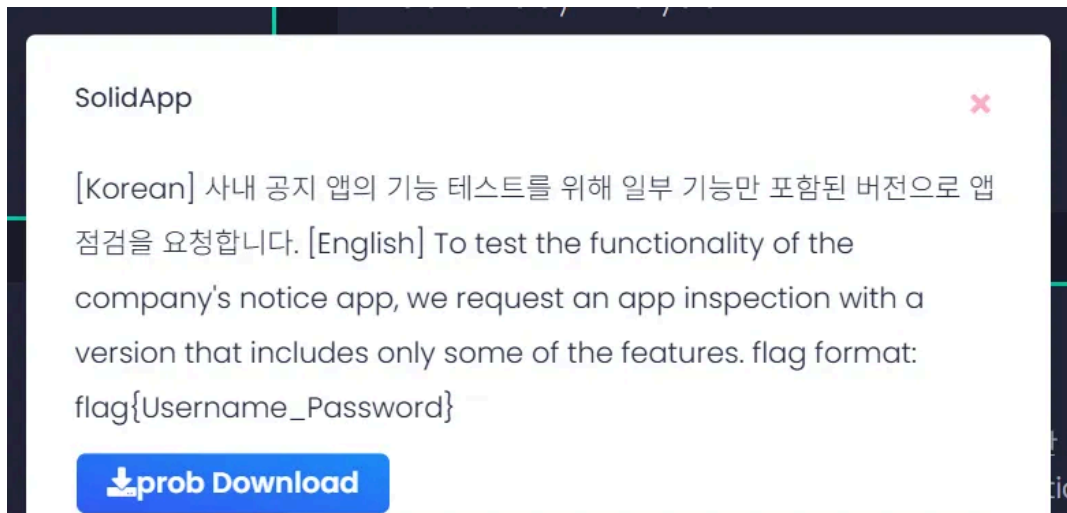 SolidApp
[Korean] 사내 공지 앱의 기능 테스트를 위해 일부 기능만 포함된 버전으로 앱
점검을 요청합니다. [English] To test the functionality of the
company's notice app, we request an app inspection with a
version that includes only some of the features. flag format:
flag{Username_Password}
prob Download